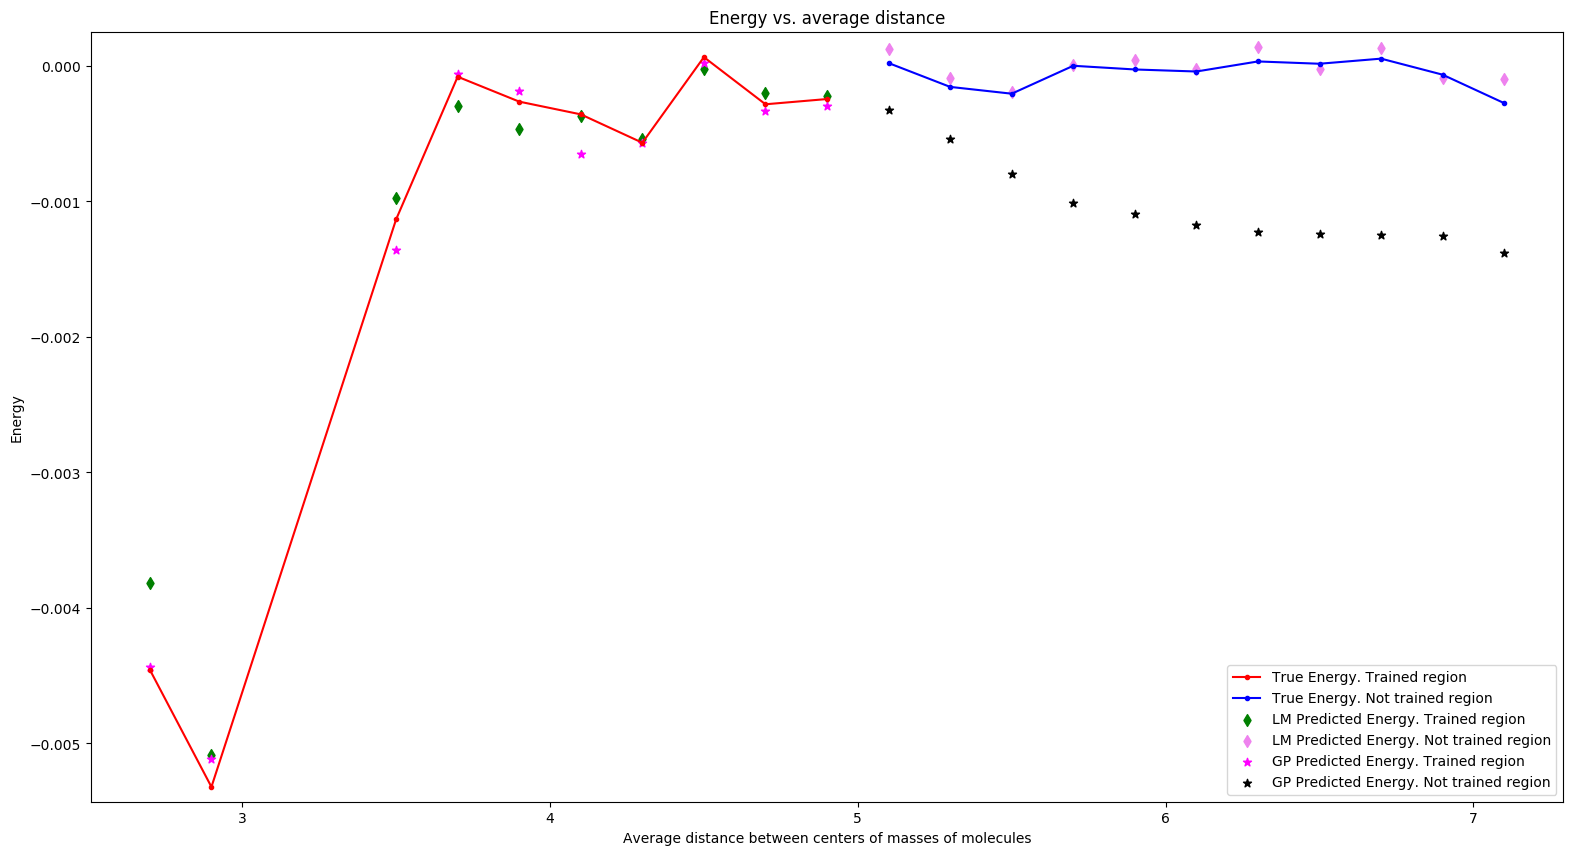 Energy vs. average distance
0.000
−0.001
−0.002
−0.003
−0.004
−0.005
Energy
3
4
5
6
7
Average distance between centers of masses of molecules
True Energy. Trained region
True Energy. Not trained region
LM Predicted Energy. Trained region
LM Predicted Energy. Not trained region
GP Predicted Energy. Trained region
GP Predicted Energy. Not trained region